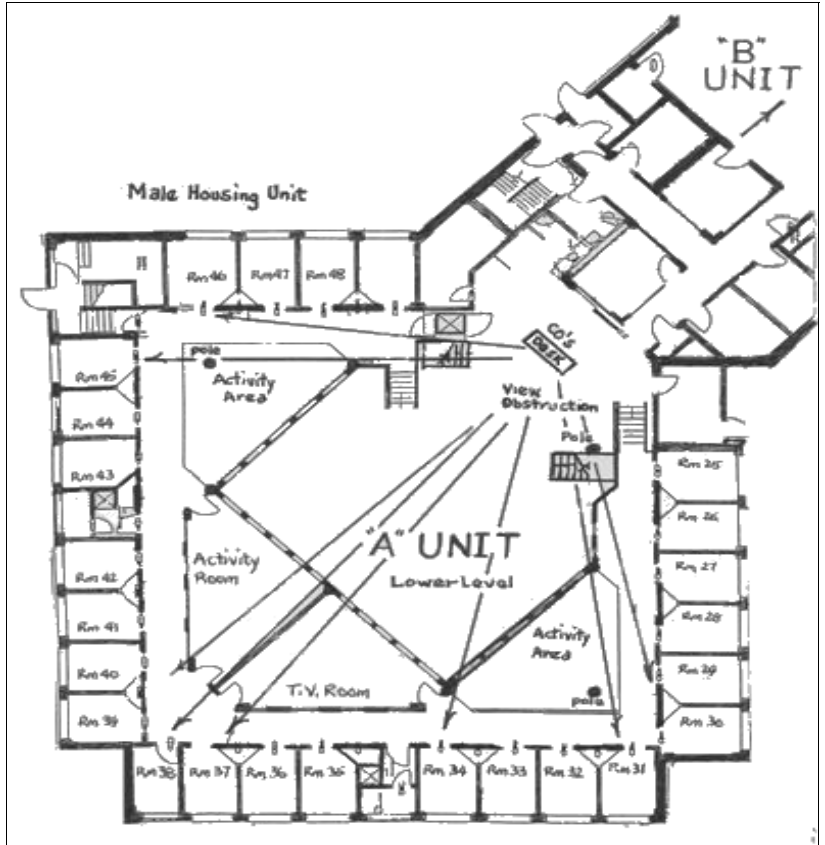 "B"
UNIT
Male Housing Unit
Rm 46
Rm 47
Rm 48
CO's
Desk
pole
Activity
Area
View
Obstruction
Pole
Rm 45
Rm 44
Rm 43
Rm 25
Rm 26
"A" UNIT
Lower-Level
Activity
Room
Rm 42
Rm 41
Rm 40
Rm 39
Rm 27
Rm 28
Rm 29
Rm 30
Activity
Area
pole
T.V. Room
Rm 38
Rm 37
Rm 36
Rm 35
Rm 34
Rm 33
Rm 32
Rm 31